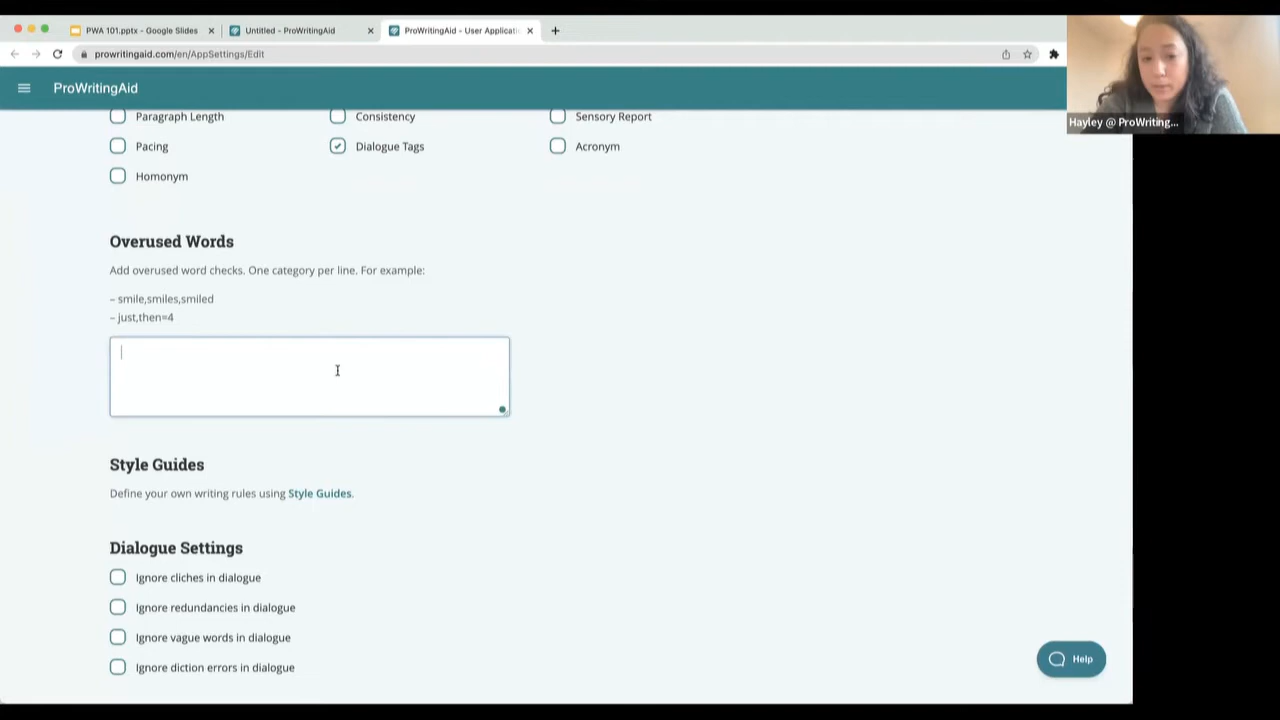 PWA 101.pptx - Google Slides
Untitled - ProWritingAid
ProWritingAid - User Applicati
prowritingaid.com/en/AppSettings/Edit
ProWritingAid
Hayley @ ProWriting...
Paragraph Length Consistency Sensory Report
Pacing Dialogue Tags Acronym
Homonym
Overused Words
Add overused word checks. One category per line. For example:
– smile,smiles,smiled
– just,then=4
Style Guides
Define your own writing rules using Style Guides.
Dialogue Settings
Ignore cliches in dialogue
Ignore redundancies in dialogue
Ignore vague words in dialogue
Ignore diction errors in dialogue
Help